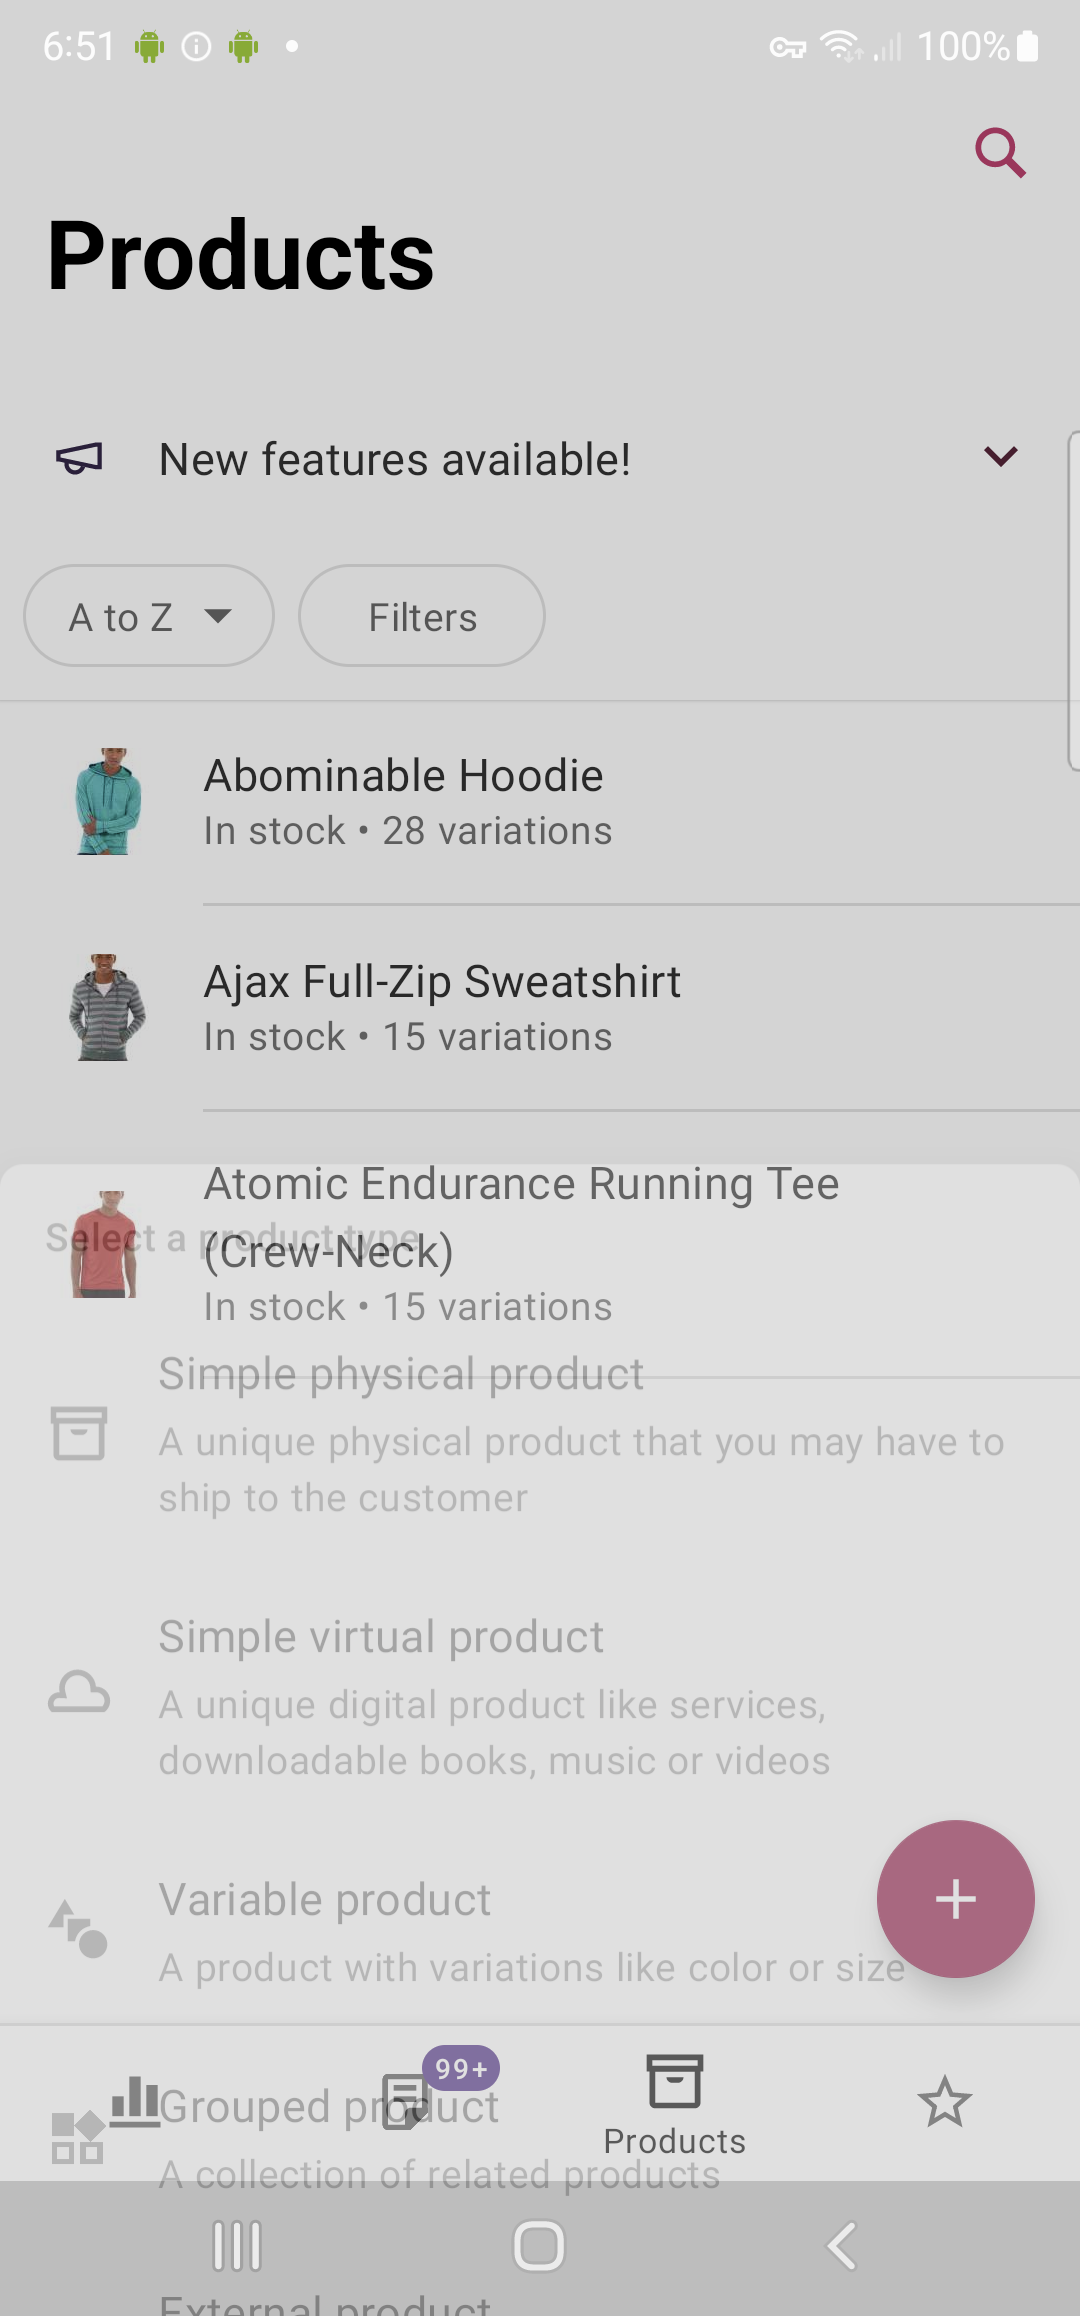 6:51
100%
Products
New features available!
A to Z
Filters
Abominable Hoodie
In stock • 28 variations
Ajax Full-Zip Sweatshirt
In stock • 15 variations
Atomic Endurance Running Tee
Select a product type
(Crew-Neck)
In stock • 15 variations
Simple physical product
A unique physical product that you may have to
ship to the customer
Simple virtual product
A unique digital product like services,
downloadable books, music or videos
Variable product
A product with variations like color or size
99+
Grouped product
Products
A collection of related products
External product